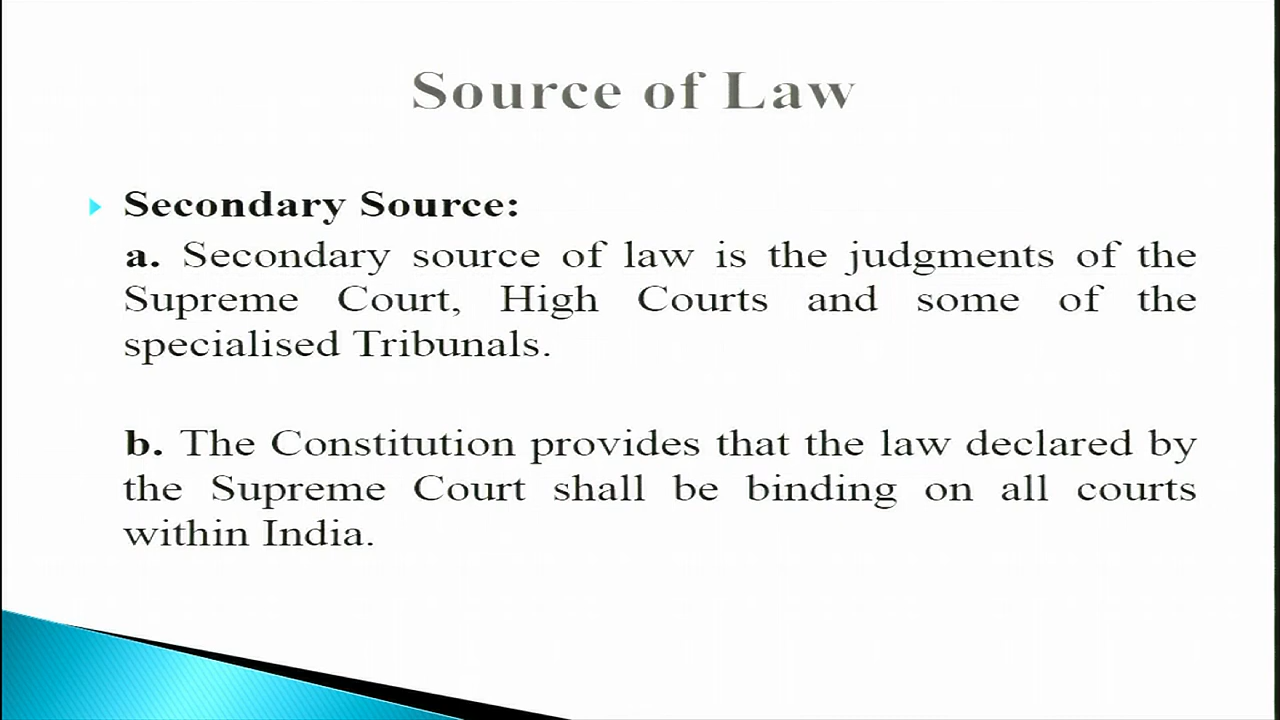 Source of Law
Secondary Source:
a. Secondary source of law is the judgments of the
Supreme Court, High Courts and some of the
specialised Tribunals.
b. The Constitution provides that the law declared by
the Supreme Court shall be binding on all courts
within India.